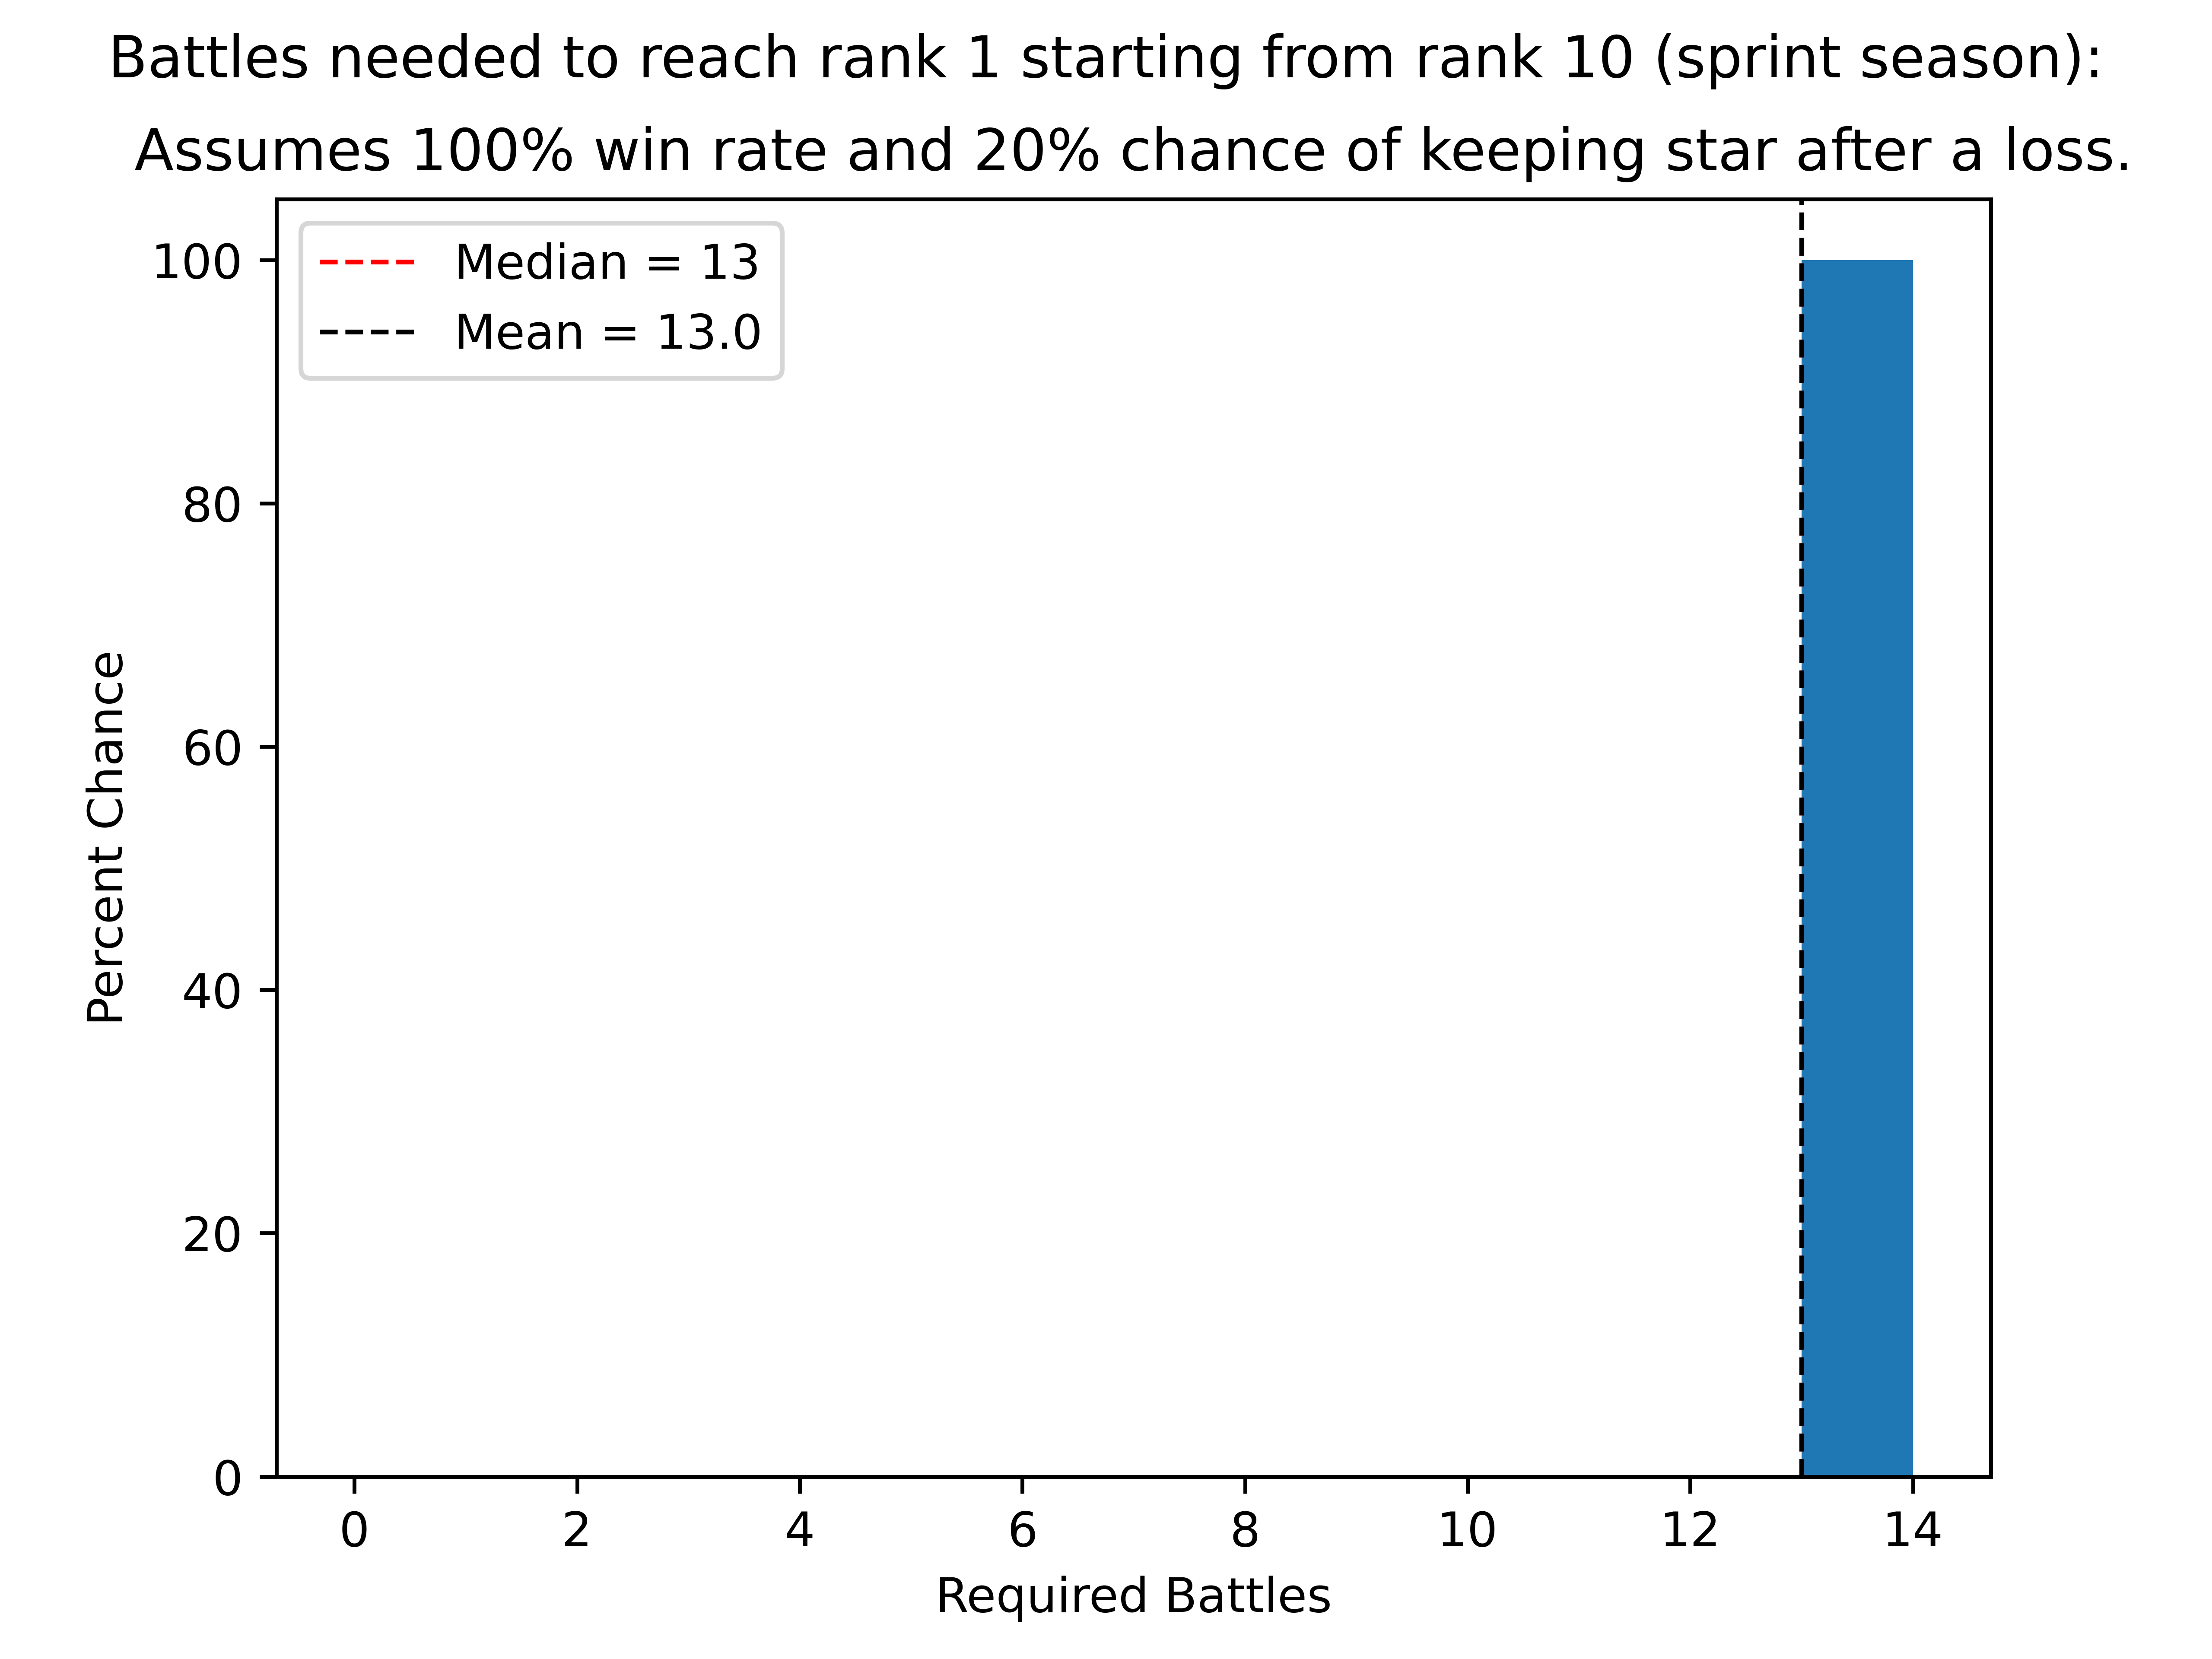 Battles needed to reach rank 1 starting from rank 10 (sprint season):
Assumes 100% win rate and 20% chance of keeping star after a loss.
Median = 13
Mean = 13.0
100
80
60
40
20
0
Percent Chance
0 2 4 6 8 10 12 14
Required Battles